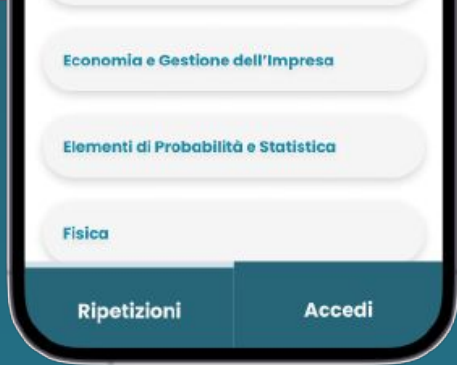 Economia e Gestione dell'Impresa
Elementi di Probabilità e Statistica
Fisica
Ripetizioni
Accedi